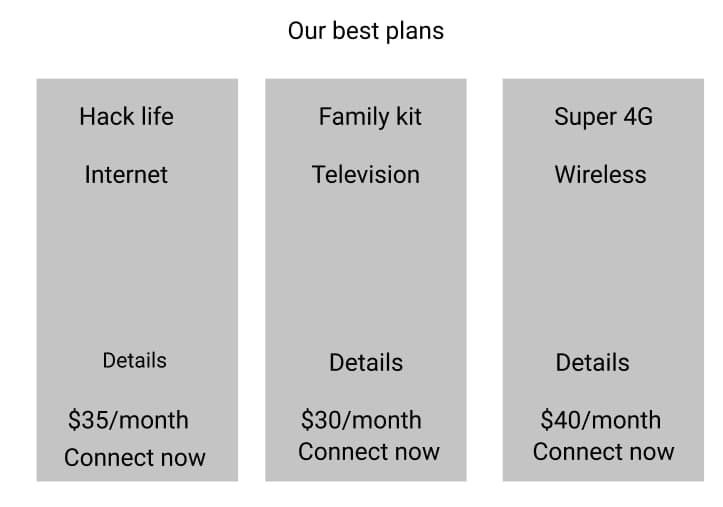 Our best plans
Hack life
Internet
Details
$35/month
Connect now
Family kit
Television
Details
$30/month
Connect now
Super 4G
Wireless
Details
$40/month
Connect now